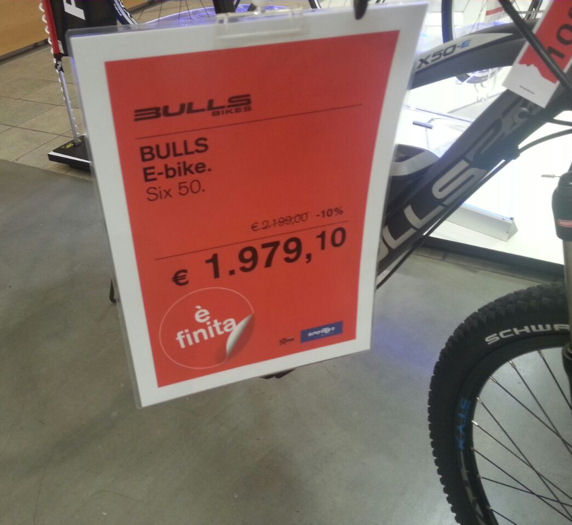 BULLS
BIKES
BULLS
E-bike.
Six 50.
€ 2.199,00 -10%
€ 1.979,10
è
finita
X50-E
BULLS
SCHWA